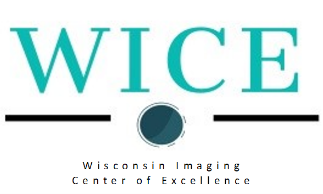 WICE
Wisconsin Imaging
Center of Excellence